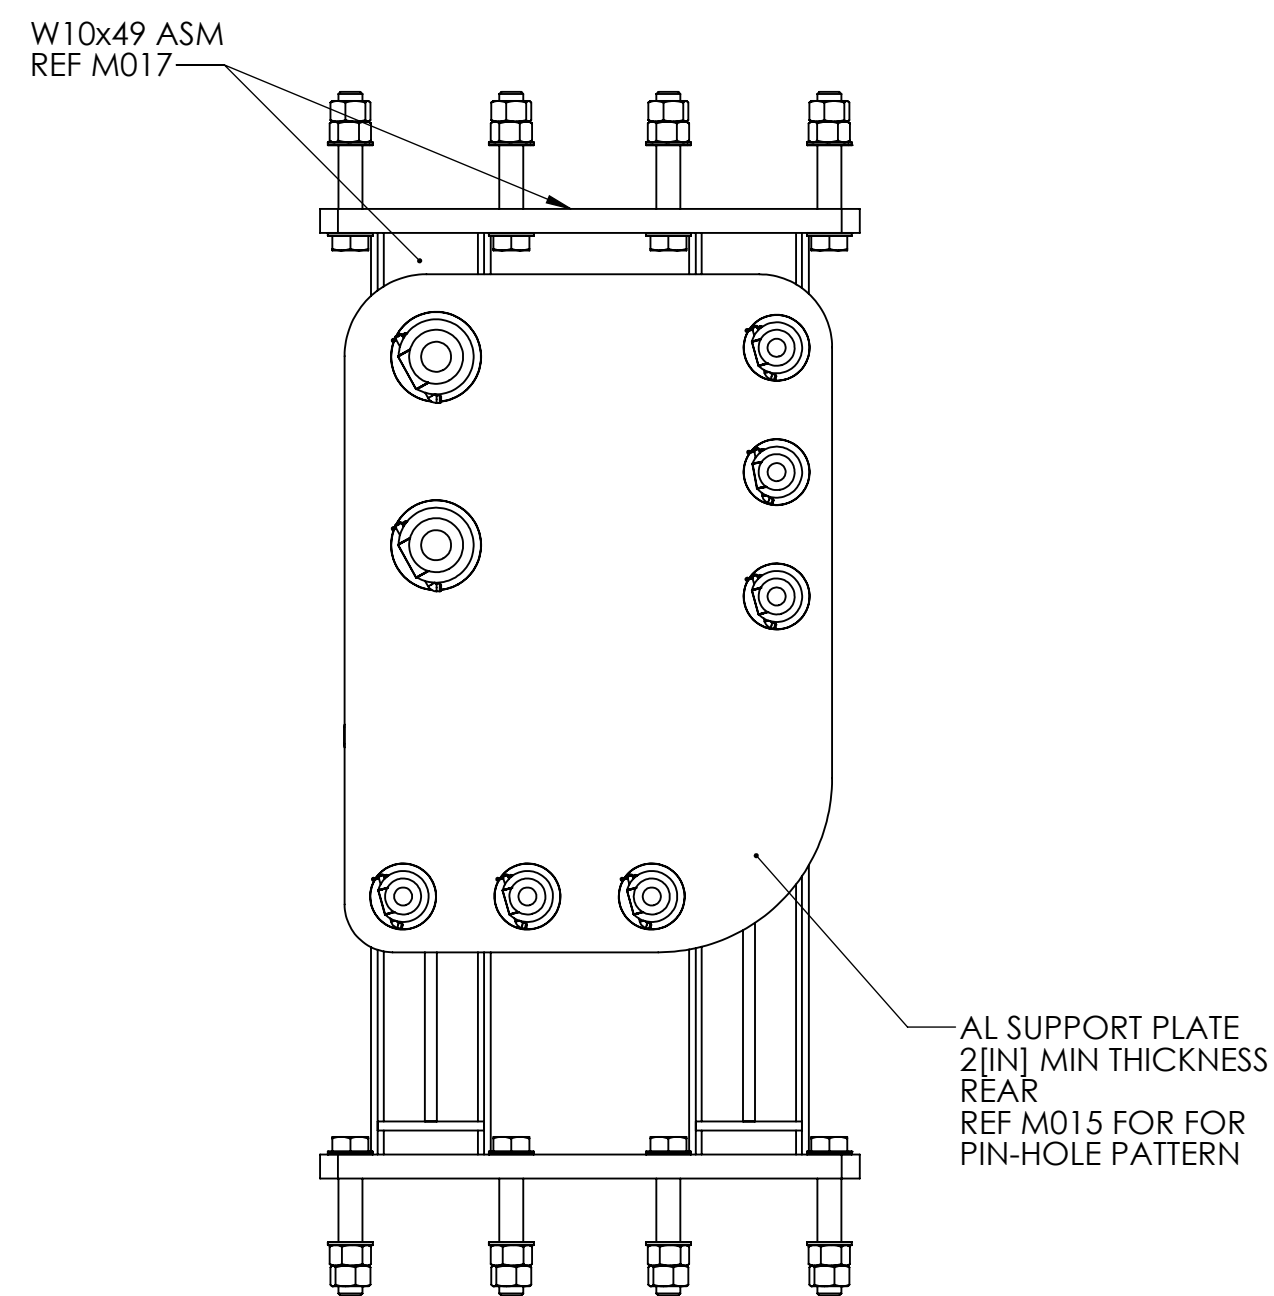 W10x49 ASM
REF M017
AL SUPPORT PLATE
2[IN] MIN THICKNESS
REAR
REF M015 FOR FOR
PIN-HOLE PATTERN